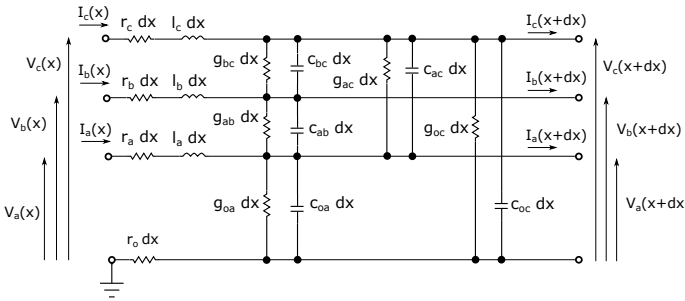 I_c(x)
r_c dx
l_c dx
I_c(x+dx)
V_c(x)
g_bc dx
c_bc dx
g_ac dx
c_ac dx
V_c(x+dx)
I_b(x)
r_b dx
l_b dx
I_b(x+dx)
V_b(x)
g_ab dx
c_ab dx
g_oc dx
V_b(x+dx)
I_a(x)
r_a dx
l_a dx
I_a(x+dx)
V_a(x)
g_oa dx
c_oa dx
c_oc dx
V_a(x+dx
r_o dx